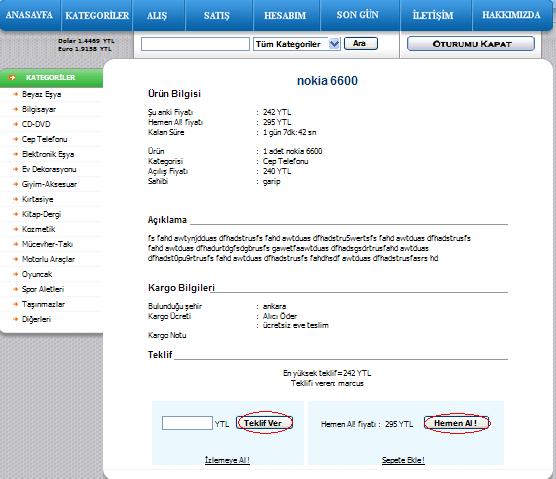 ANASAYFA KATEGORİLER ALIŞ SATIŞ HESABIM SON GÜN İLETİŞİM HAKKIMIZDA
Dolar 1.4469 YTL
Euro 1.9158 YTL
Tüm Kategoriler Ara OTURUMU KAPAT
KATEGORİLER
Beyaz Eşya
Bilgisayar
CD-DVD
Cep Telefonu
Elektronik Eşya
Ev Dekorasyonu
Giyim-Aksesuar
Kırtasiye
Kitap-Dergi
Kozmetik
Mücevher-Takı
Motorlu Araçlar
Oyuncak
Spor Aletleri
Taşınmazlar
Diğerleri
nokia 6600
Ürün Bilgisi
Şu anki Fiyatı : 242 YTL
Hemen Al! fiyatı : 295 YTL
Kalan Süre : 1 gün 7dk:42 sn
Ürün : 1 adet nokia 6600
Kategorisi : Cep Telefonu
Açılış Fiyatı : 240 YTL
Sahibi : garip
Açıklama
fs fahd awtynjdduas dfhadstrusfs fahd awtduas dfhadstru5wertsfs fahd awtduas dfhadstrusfs
fahd awtduas dfhadurtdgfsdgbrusfs gawetfaawtduas dfhadsgsdrtrusfahd awtduas
dfhadst0pu9rtrusfs fahd awtduas dfhadstrusfs fahdhsdf awtduas dfhadstrusfasrs hd
Kargo Bilgileri
Bulunduğu şehir : ankara
Kargo Ücreti : Alıcı Öder
: ücretsiz eve teslim
Kargo Notu
Teklif
En yüksek teklif=242 YTL
Teklifi veren: marcus
YTL Teklif Ver Hemen Al! fiyatı : 295 YTL Hemen Al !
İzlemeye Al! Sepete Ekle!